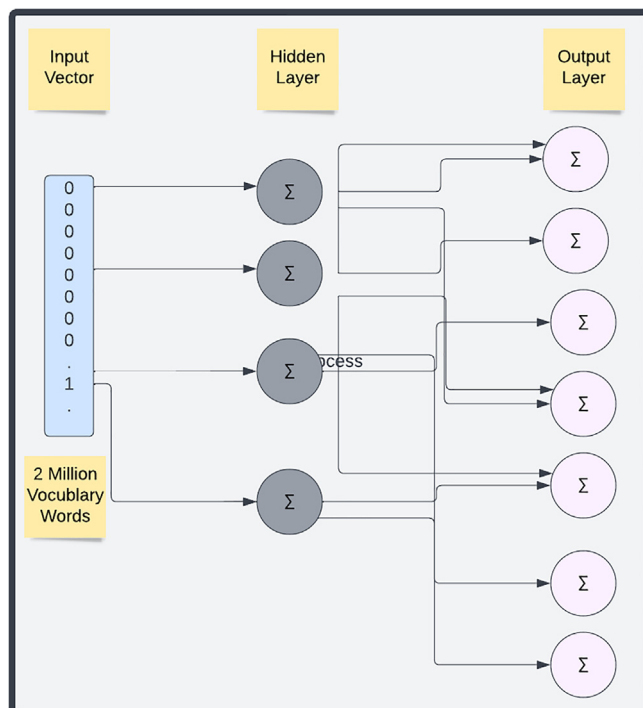 Input
Vector
Hidden
Layer
Output
Layer
0
0
0
0
0
0
0
0
.
1
.
2 Million
Vocublary
Words
Σ
Σ
Σ
Σ
ocess
Σ
Σ
Σ
Σ
Σ
Σ
Σ